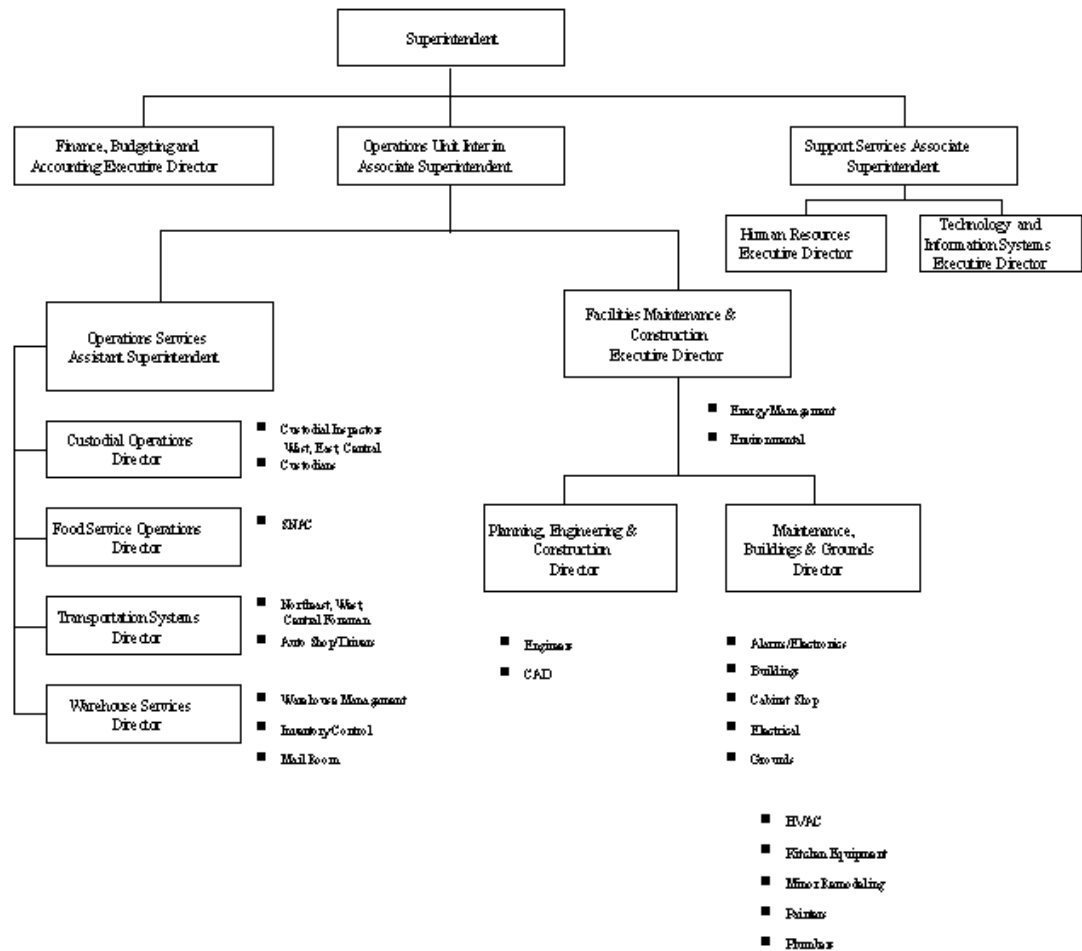 Superintendent
Finance, Budgeting and
Accounting Executive Director
Operations Unit Interim
Associate Superintendent
Support Services Associate
Superintendent
Human Resources
Executive Director
Technology and
Information Systems
Executive Director
Operations Services
Assistant Superintendent
Facilities Maintenance &
Construction
Executive Director
■ Energy Management
■ Environmental
Custodial Operations
Director
■ Custodial Inspectors
West, East, Central
■ Custodians
Food Service Operations
Director
■ SNAC
Planning, Engineering &
Construction
Director
Maintenance,
Buildings & Grounds
Director
Transportation Systems
Director
■ Northeast, West,
Central Foreman
■ Auto Shop/Drivers
■ Engineers
■ CAD
Warehouse Services
Director
■ Warehouse Management
■ Inventory Control
■ Mail Room
■ Alarms/Electronics
■ Buildings
■ Cabinet Shop
■ Electrical
■ Grounds
■ HVAC
■ Kitchen Equipment
■ Minor Remodeling
■ Painters
■ Plumbers